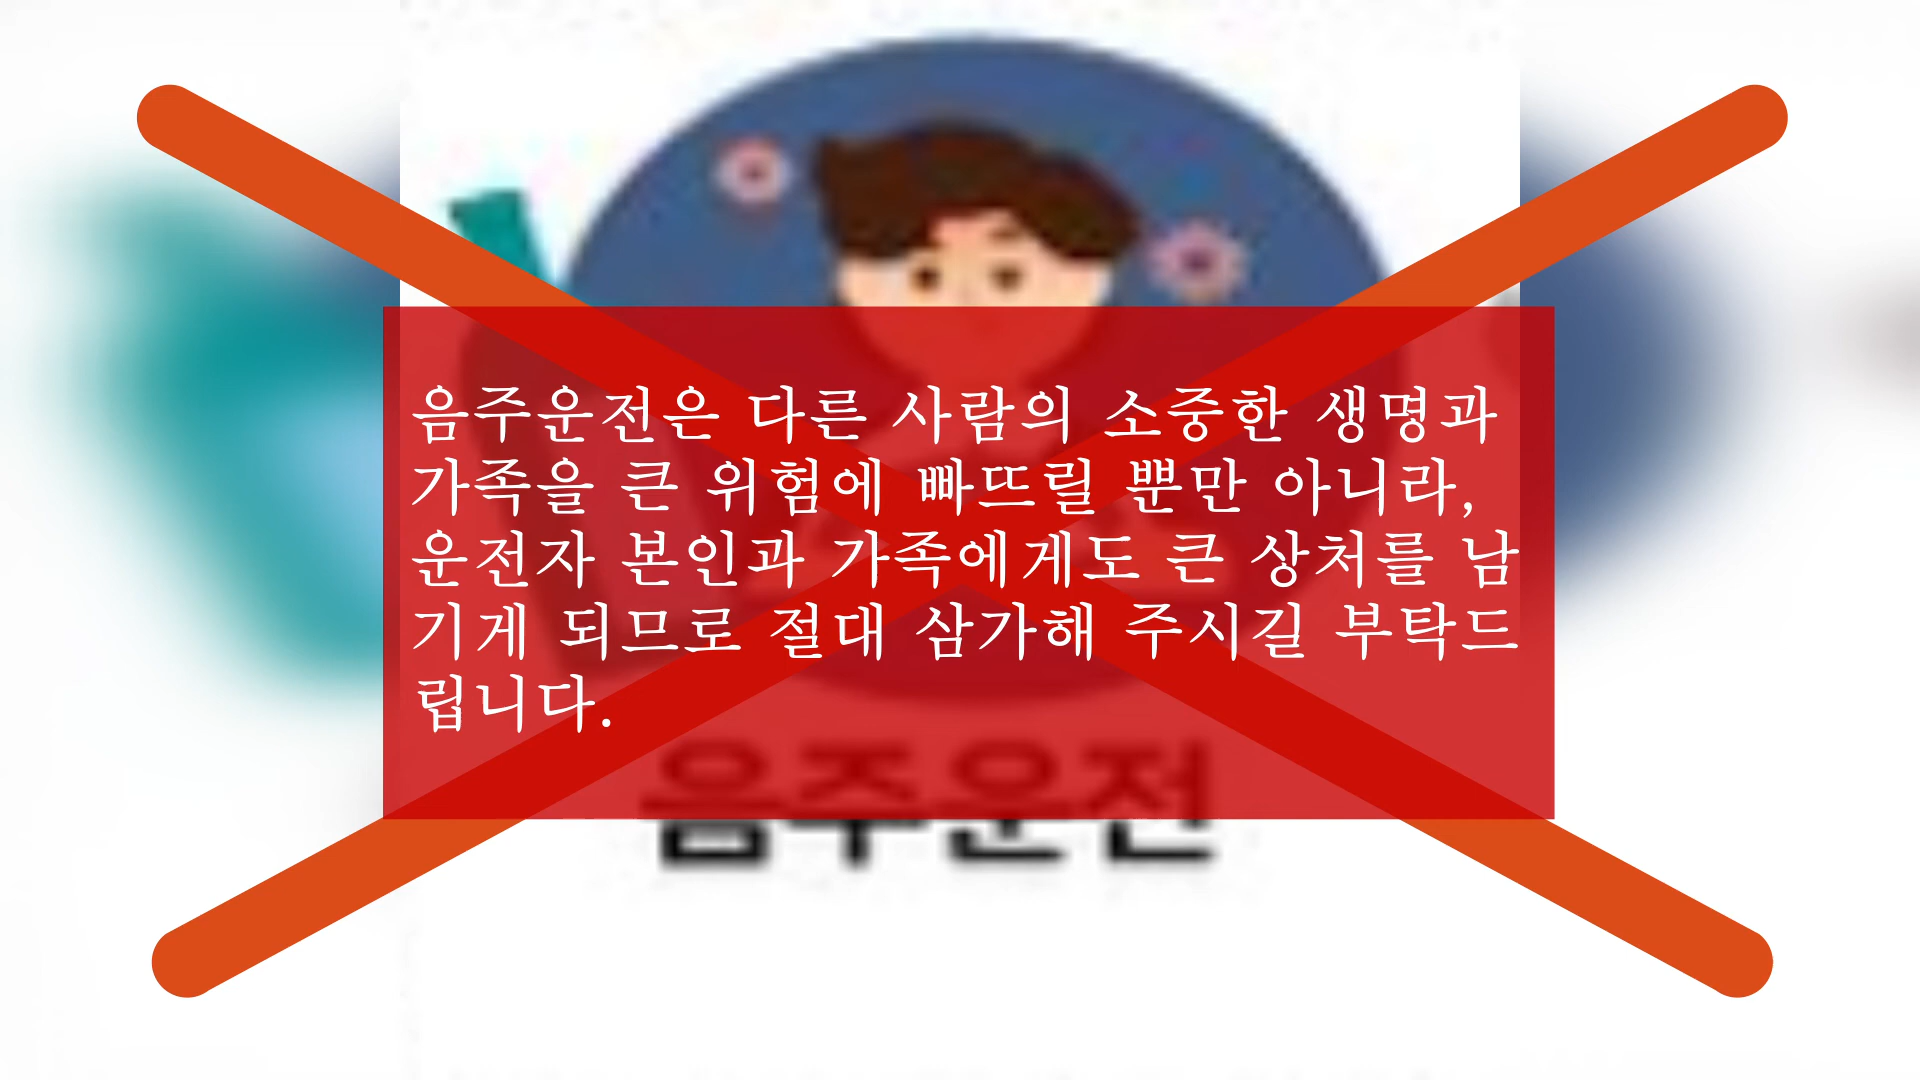 음주운전은 다른 사람의 소중한 생명과
가족을 큰 위험에 빠뜨릴 뿐만 아니라,
운전자 본인과 가족에게도 큰 상처를 남
기게 되므로 절대 삼가해 주시길 부탁드
립니다.
음주운전